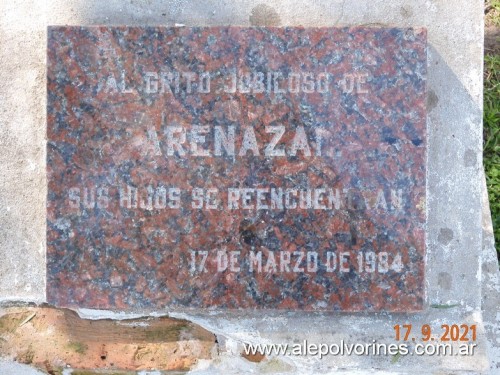 AL GRITO JUBILOSO DE
ARENAZA!..
SUS HIJOS SE REENCUENTRAN
17 DE MARZO DE 1984
17.9.2021
www.alepolvorines.com.ar